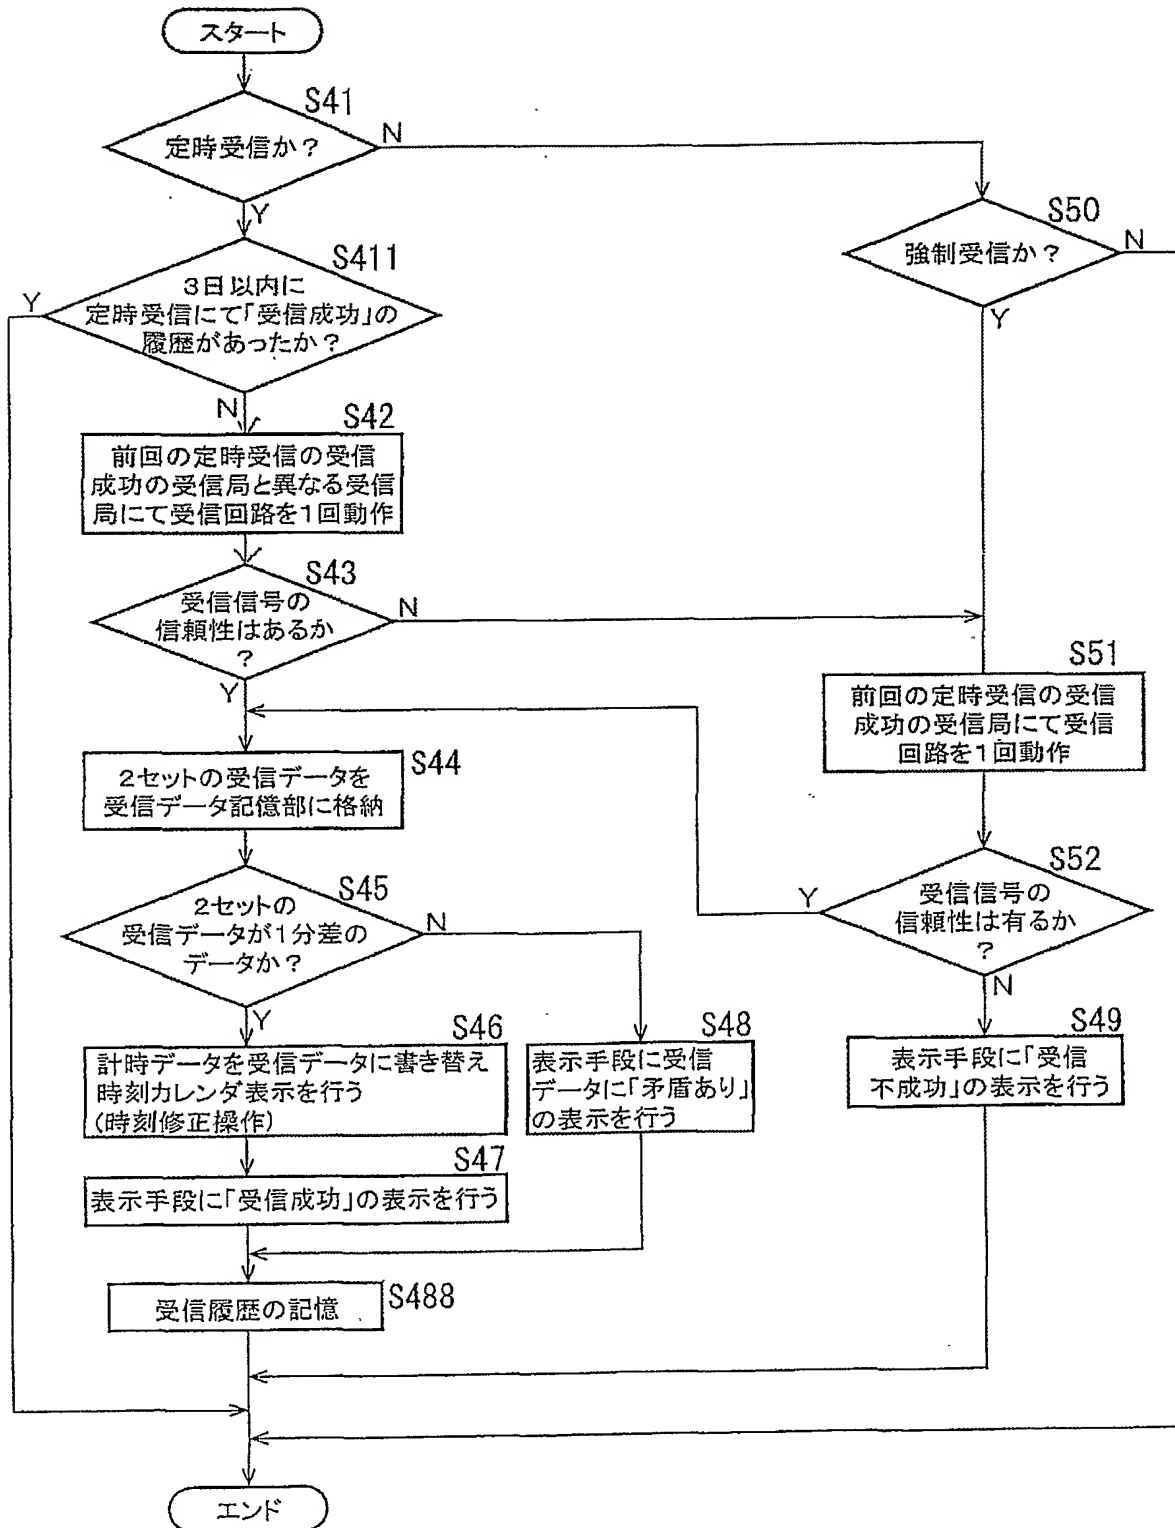 スタート
S41
定時受信か？
N
Y
S50
強制受信か？
N
Y
S411
3日以内に
定時受信にて「受信成功」の
履歴があったか？
Y
N
S42
前回の定時受信の受信
成功の受信局と異なる受信
局にて受信回路を1回動作
S43
受信信号の
信頼性はあるか
？
N
Y
S51
前回の定時受信の受信
成功の受信局にて受信
回路を1回動作
S44
2セットの受信データを
受信データ記憶部に格納
S52
受信信号の
信頼性は有るか
？
Y
N
S45
2セットの
受信データが1分差の
データか？
N
Y
S46
計時データを受信データに書き替え
時刻カレンダ表示を行う
(時刻修正操作)
S48
表示手段に受信
データに「矛盾あり」
の表示を行う
S49
表示手段に「受信
不成功」の表示を行う
S47
表示手段に「受信成功」の表示を行う
S488
受信履歴の記憶
エンド